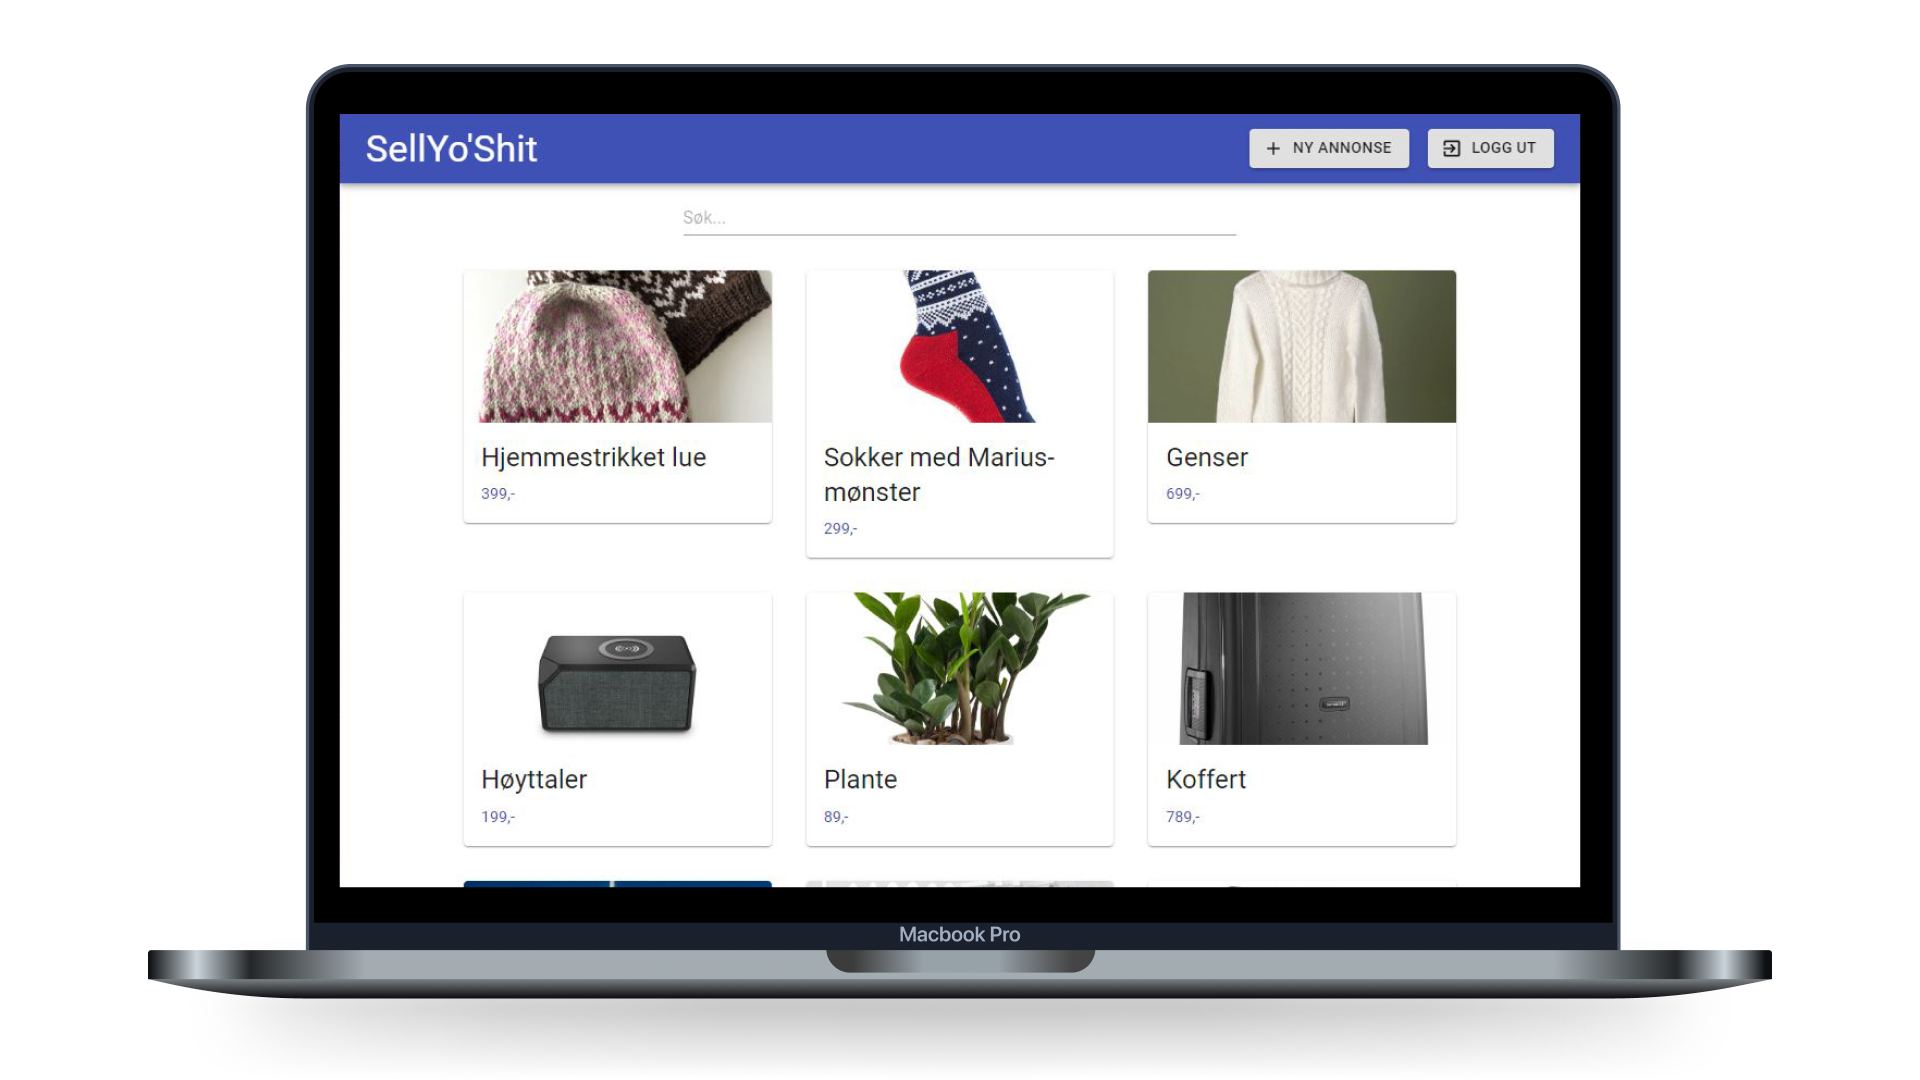 SellYo'Shit
NY ANNONSE
LOGG UT
Søk...
Hjemmestrikket lue
399,-
Sokker med Marius-
mønster
299,-
Genser
699,-
Høyttaler
199,-
Plante
89,-
Koffert
789,-
Macbook Pro